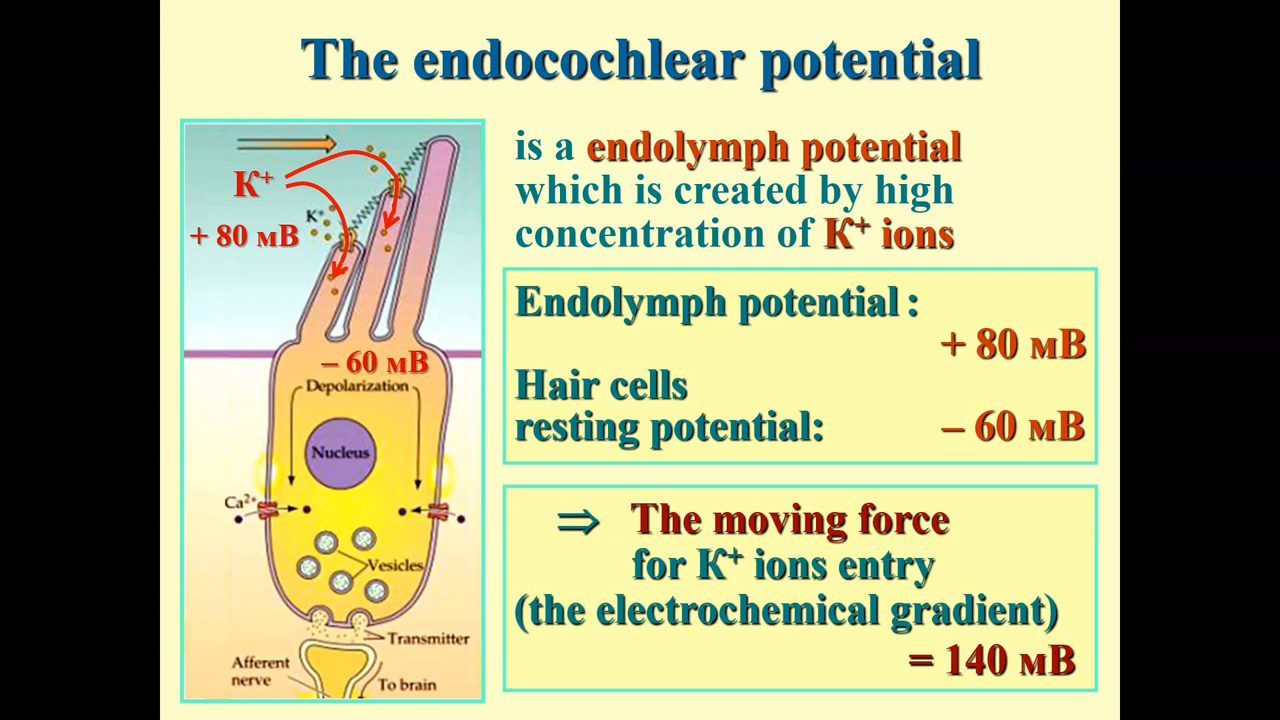 The endocochlear potential
K⁺
+ 80 мВ
K⁺
– 60 мВ
Depolarization
Nucleus
Ca²⁺
Vesicles
Transmitter
Afferent
nerve
To brain
is a endolymph potential
which is created by high
concentration of K⁺ ions
Endolymph potential :
+ 80 мВ
Hair cells
resting potential: – 60 мВ
⇒ The moving force
for K⁺ ions entry
(the electrochemical gradient)
= 140 мВ